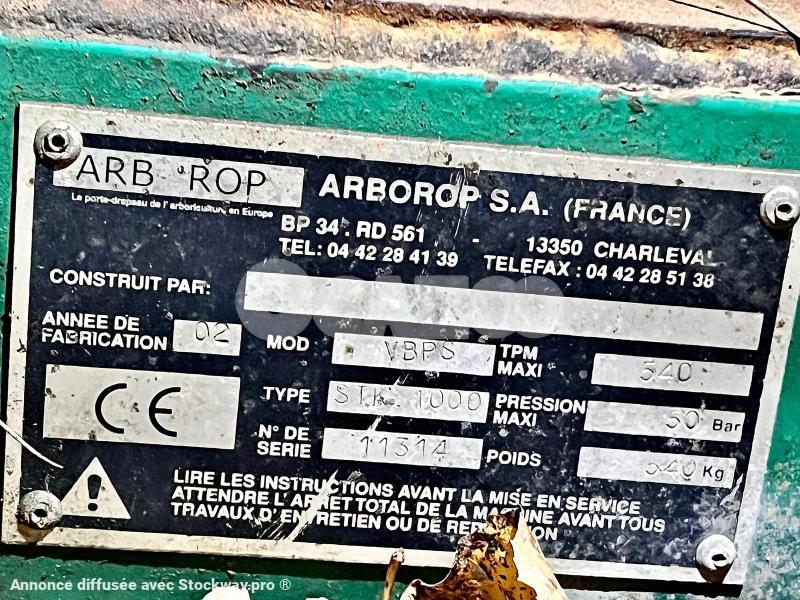 ARB ROP
Le porte-drapeau de l'arboriculture en Europe
ARBOROP S.A. (FRANCE)
BP 34 . RD 561 - 13350 CHARLEVAL
TEL: 04 42 28 41 39 TELEFAX : 04 42 28 51 38
CONSTRUIT PAR:
ANNEE DE FABRICATION 02
MOD VBPS
TPM MAXI 540
TYPE STK 1000
PRESSION MAXI 50 Bar
N° DE SERIE 11314
POIDS 340 Kg
CE
LIRE LES INSTRUCTIONS AVANT LA MISE EN SERVICE
ATTENDRE L'ARRET TOTAL DE LA MACHINE AVANT TOUS
TRAVAUX D'ENTRETIEN OU DE REPARATION
Annonce diffusée avec Stockway.pro ®